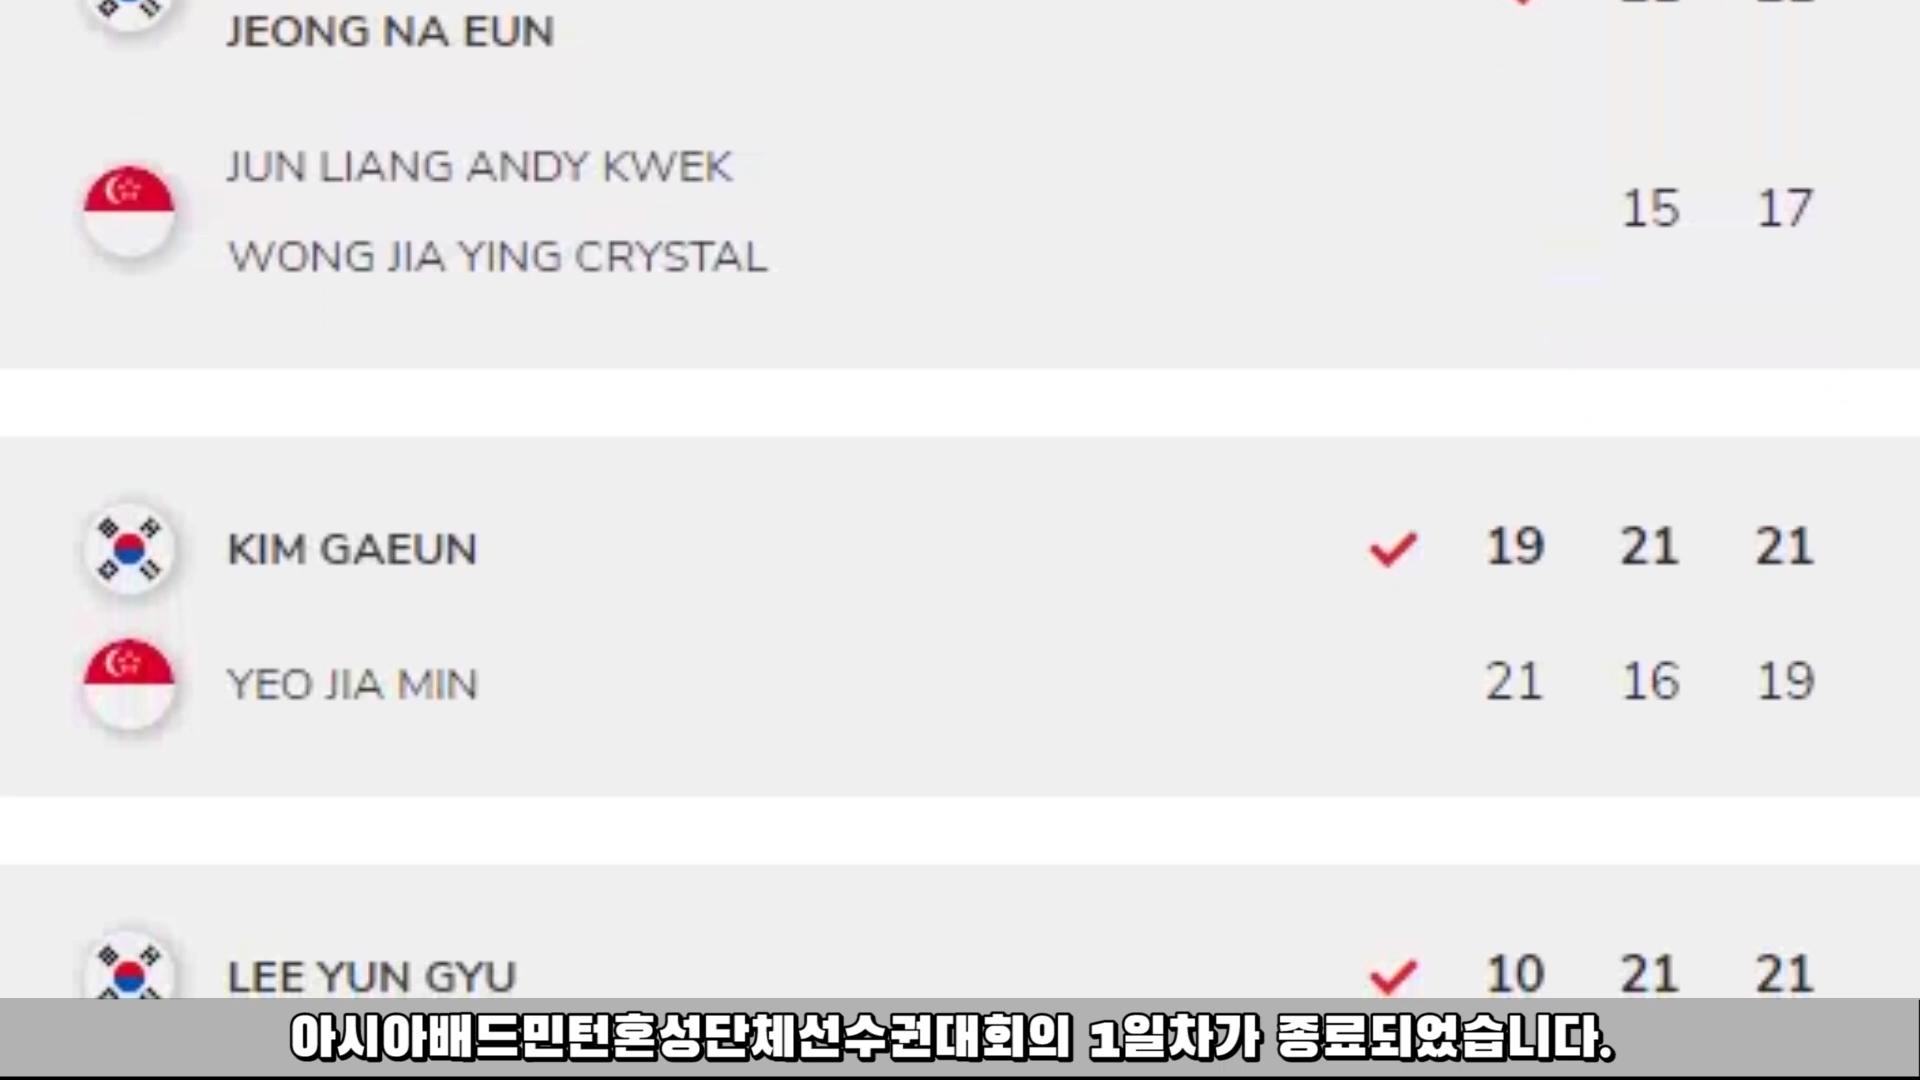 JEONG NA EUN
JUN LIANG ANDY KWEK
WONG JIA YING CRYSTAL
15 17
KIM GAEUN
19 21 21
YEO JIA MIN
21 16 19
LEE YUN GYU
10 21 21
아시아배드민턴혼성단체선수권대회의 1일차가 종료되었습니다.